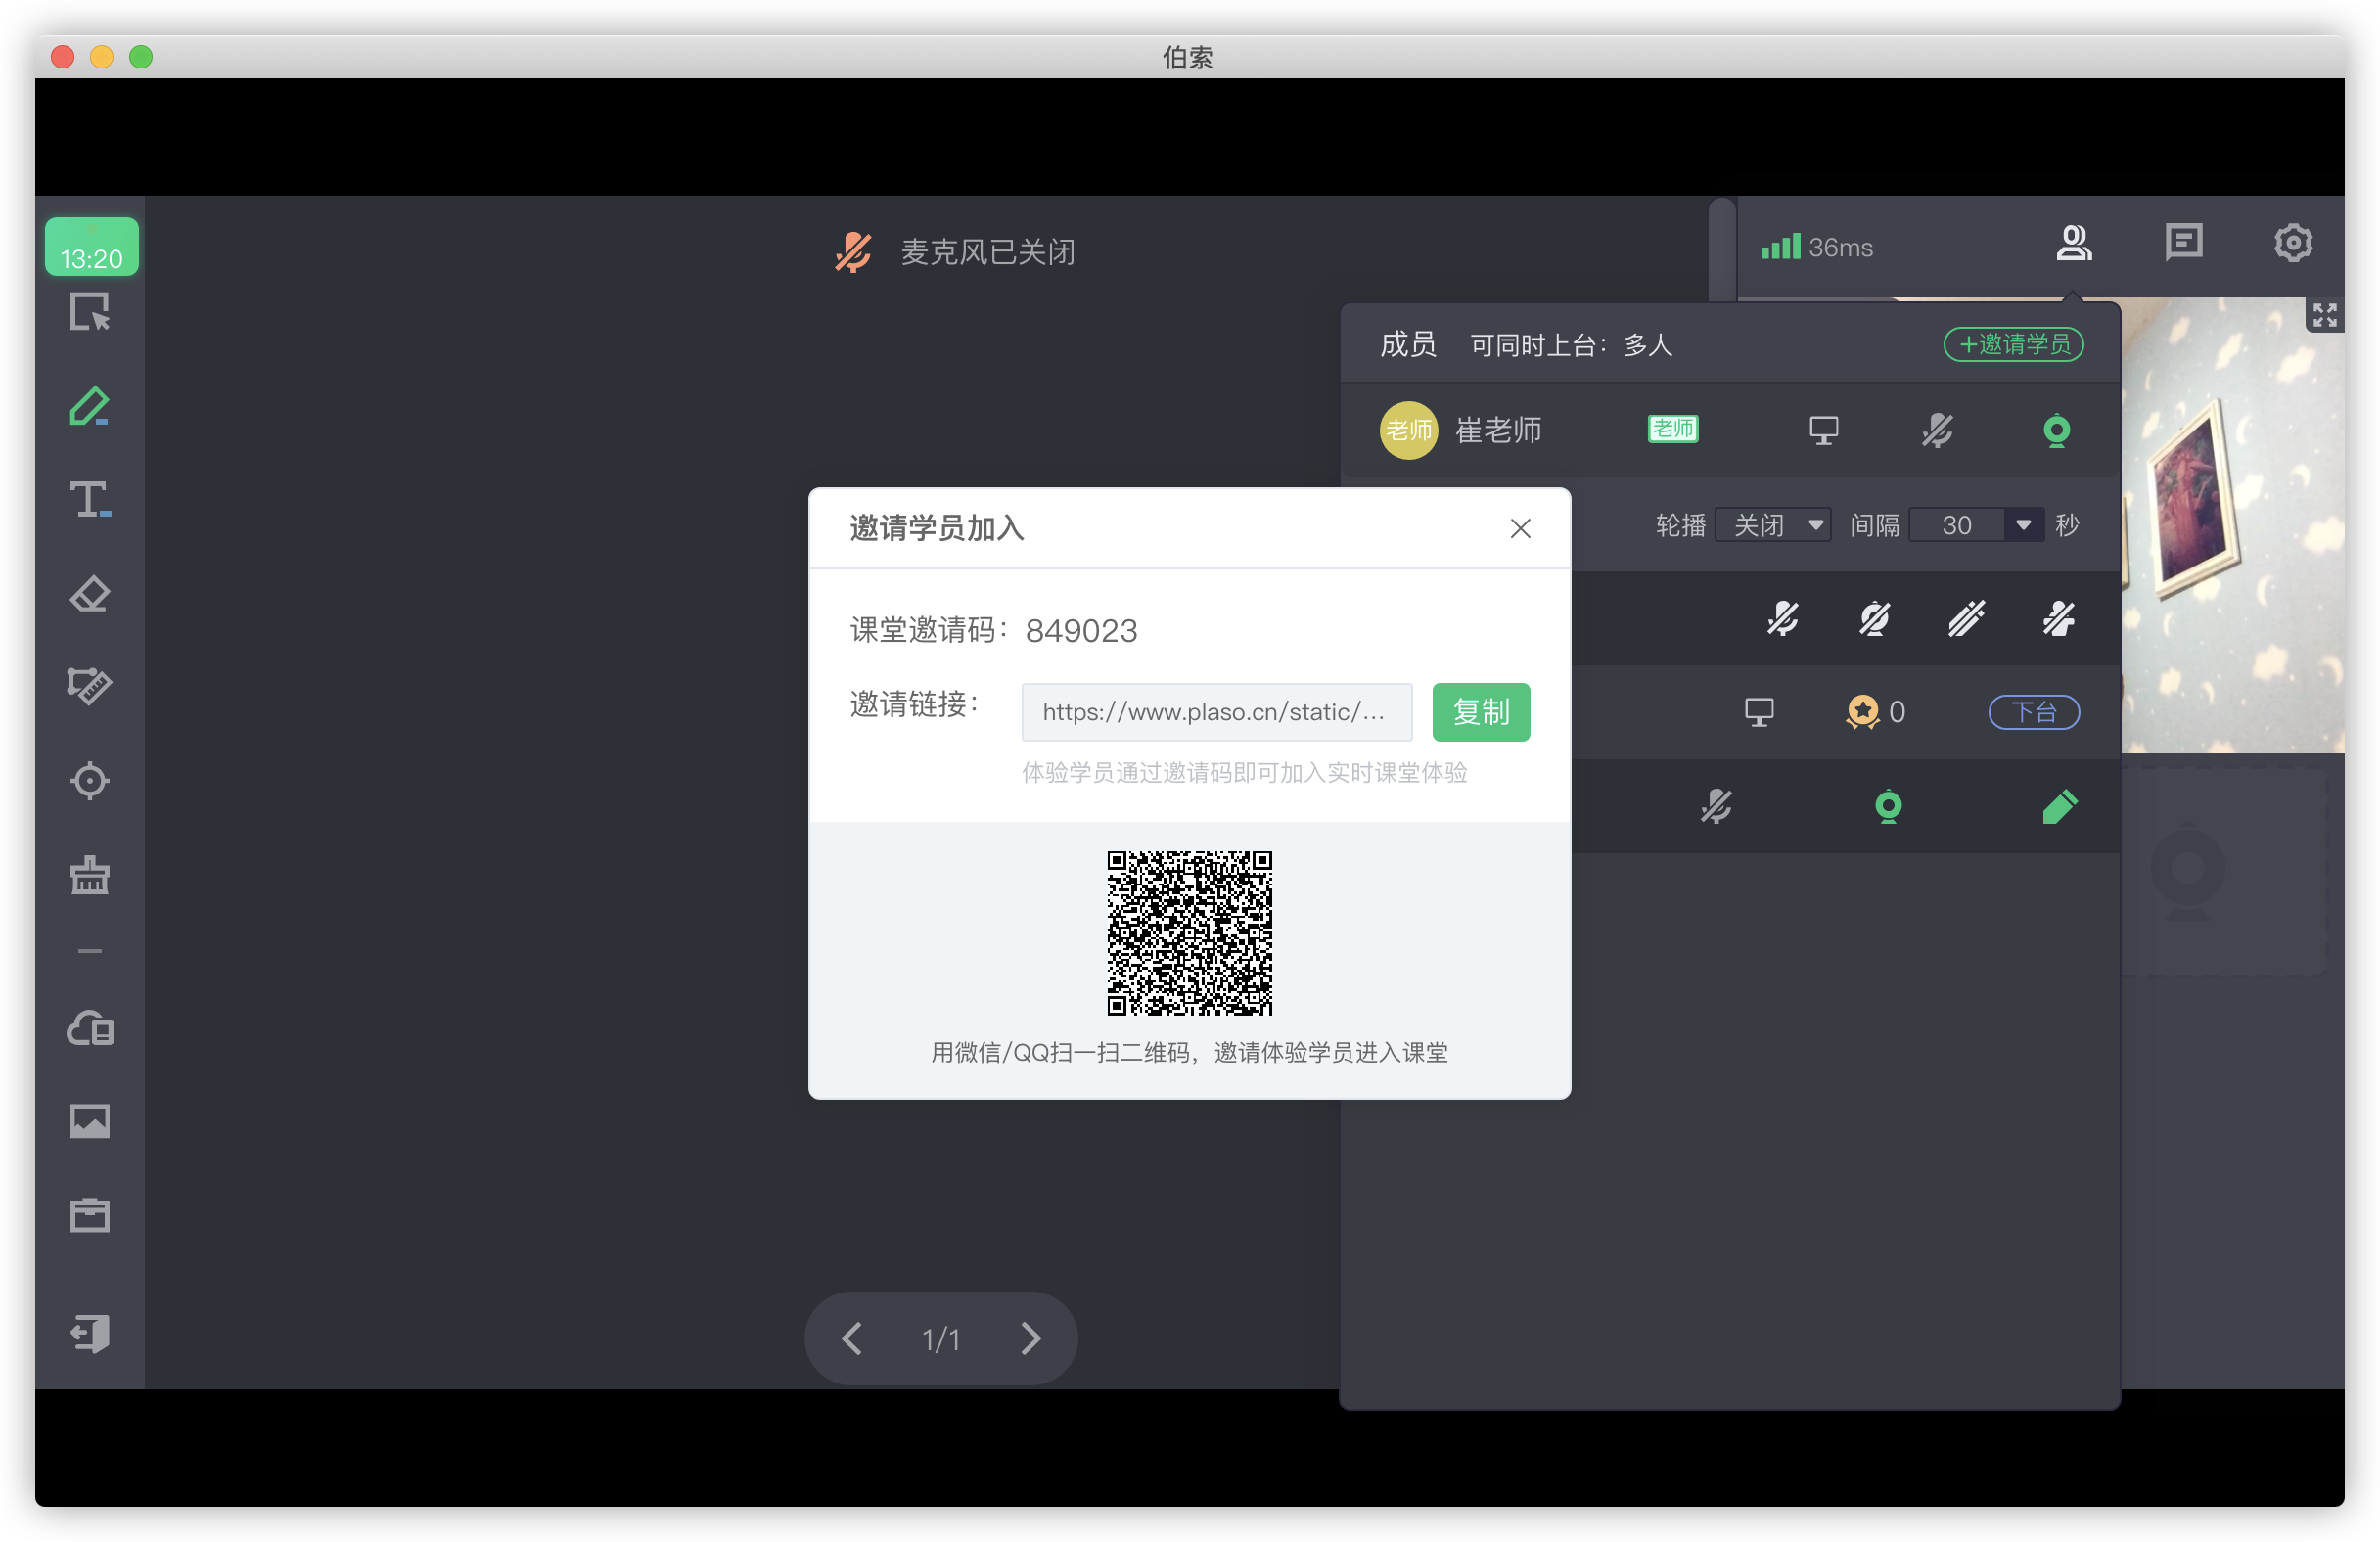 伯索
13:20
麦克风已关闭
36ms
成员 可同时上台：多人 +邀请学员
老师 崔老师 老师
轮播 关闭 间隔 30 秒
0 下台
邀请学员加入
课堂邀请码：849023
邀请链接： https://www.plaso.cn/static/... 复制
体验学员通过邀请码即可加入实时课堂体验
用微信/QQ扫一扫二维码，邀请体验学员进入课堂
1/1